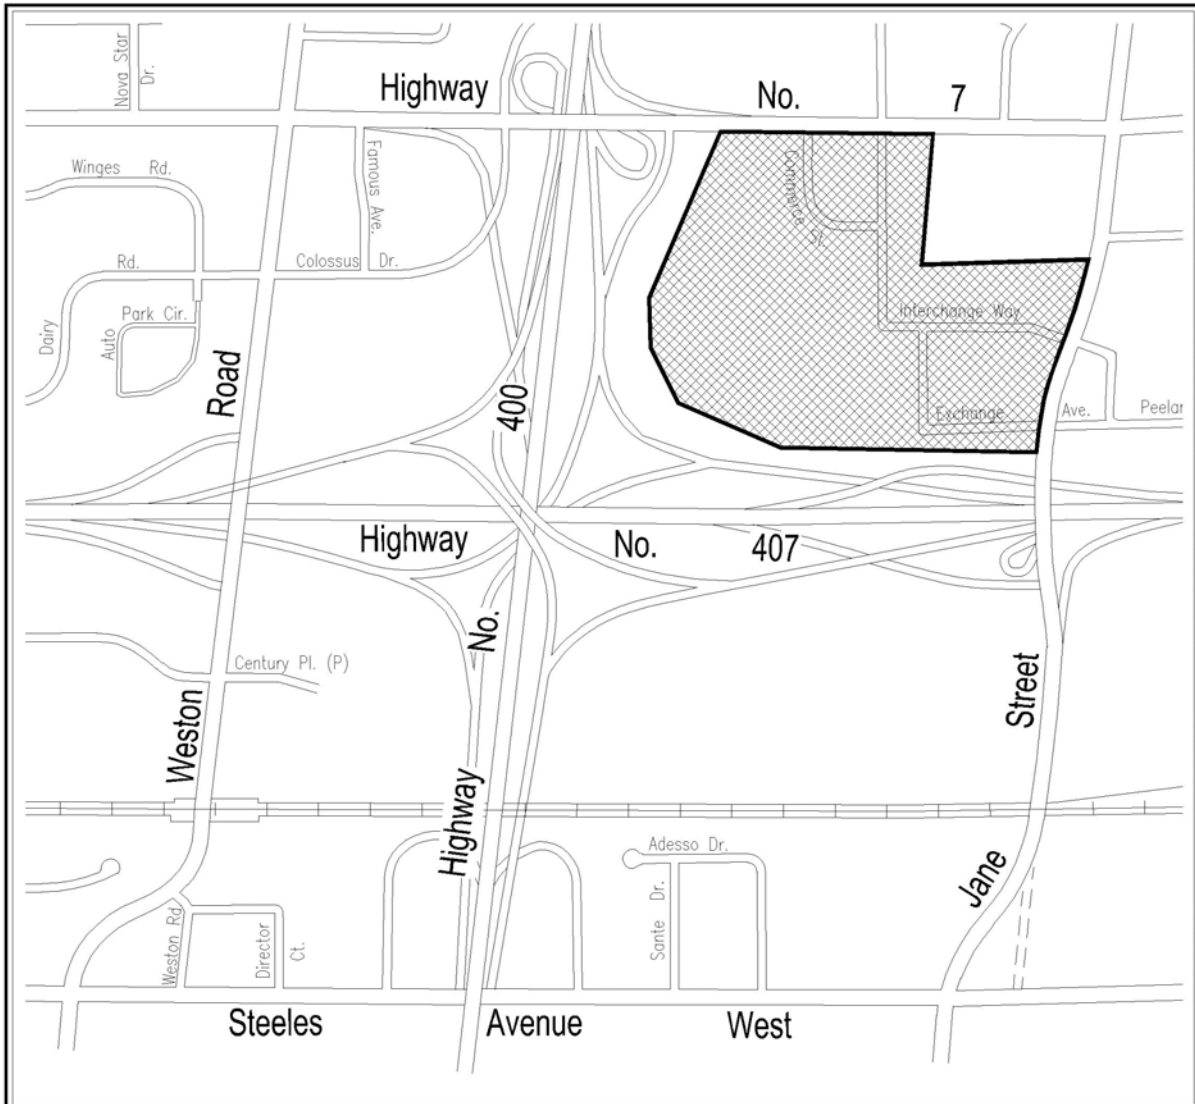 Nova Star
Dr.
Highway
No.
7
Winges Rd.
Famous Ave.
Commerce
St.
Rd.
Colossus Dr.
Dairy
Auto
Park Cir.
Interchange Way
Road
400
Exchange
Ave.
Peelar
Highway
No.
407
No.
Century Pl. (P)
Weston
Street
Highway
Adesso Dr.
Jane
Weston Rd
Director
Ct.
Sante Dr.
Steeles
Avenue
West